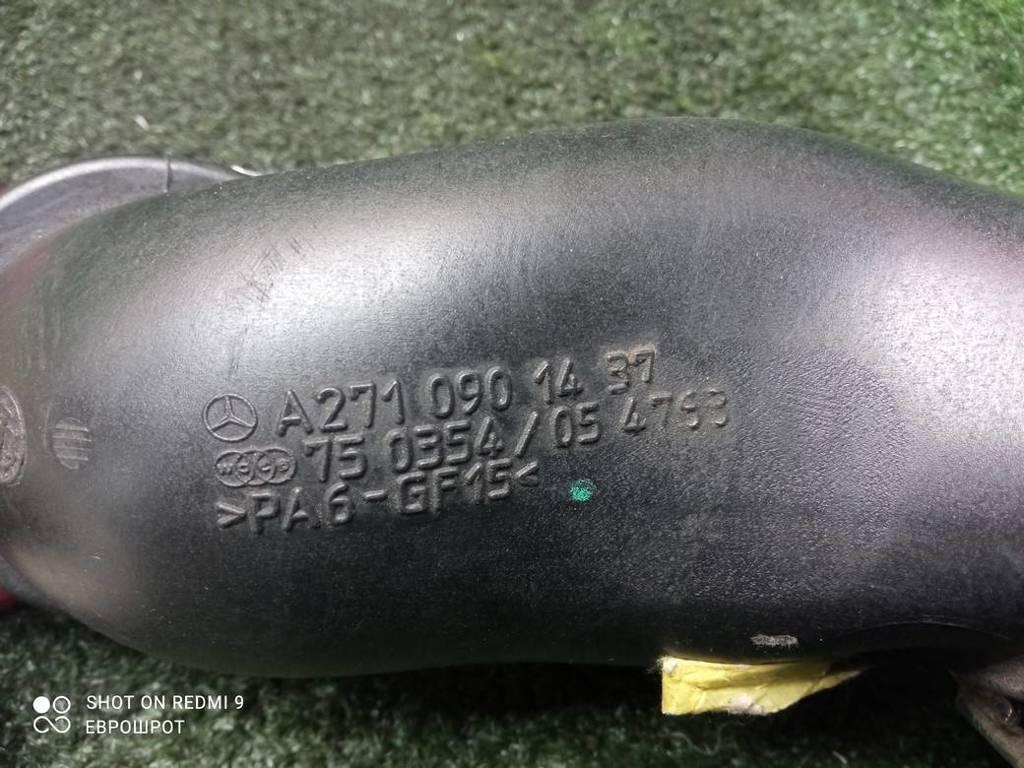 A271 090 14 37
75 0354/05 4763
>PA6-GF15<
SHOT ON REDMI 9
ЕВРОШРОТ